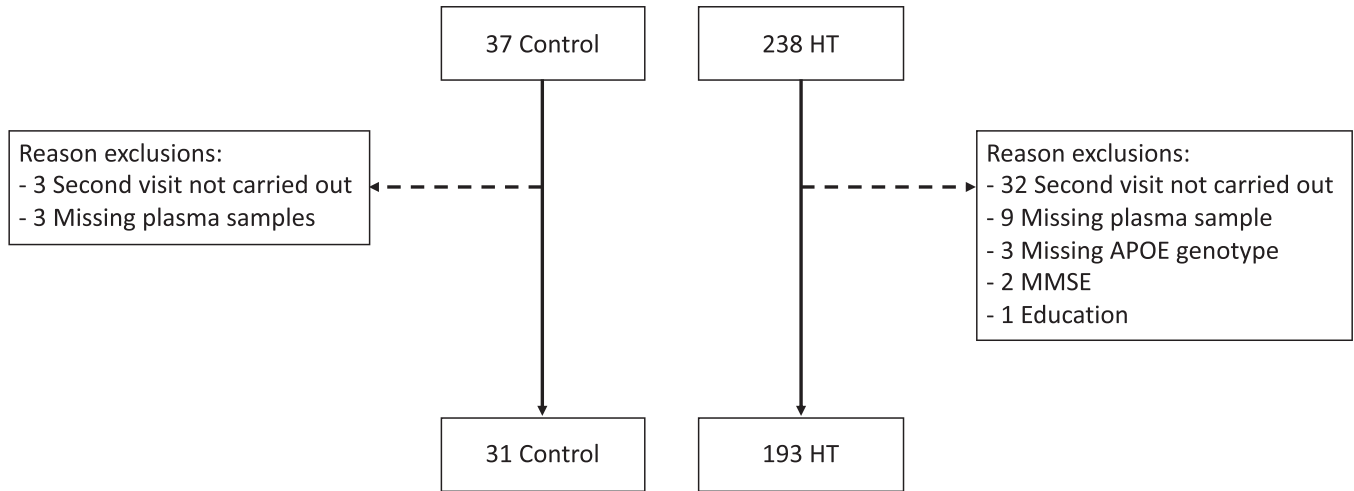 37 Control
238 HT
Reason exclusions:
- 3 Second visit not carried out
- 3 Missing plasma samples
Reason exclusions:
- 32 Second visit not carried out
- 9 Missing plasma sample
- 3 Missing APOE genotype
- 2 MMSE
- 1 Education
31 Control
193 HT